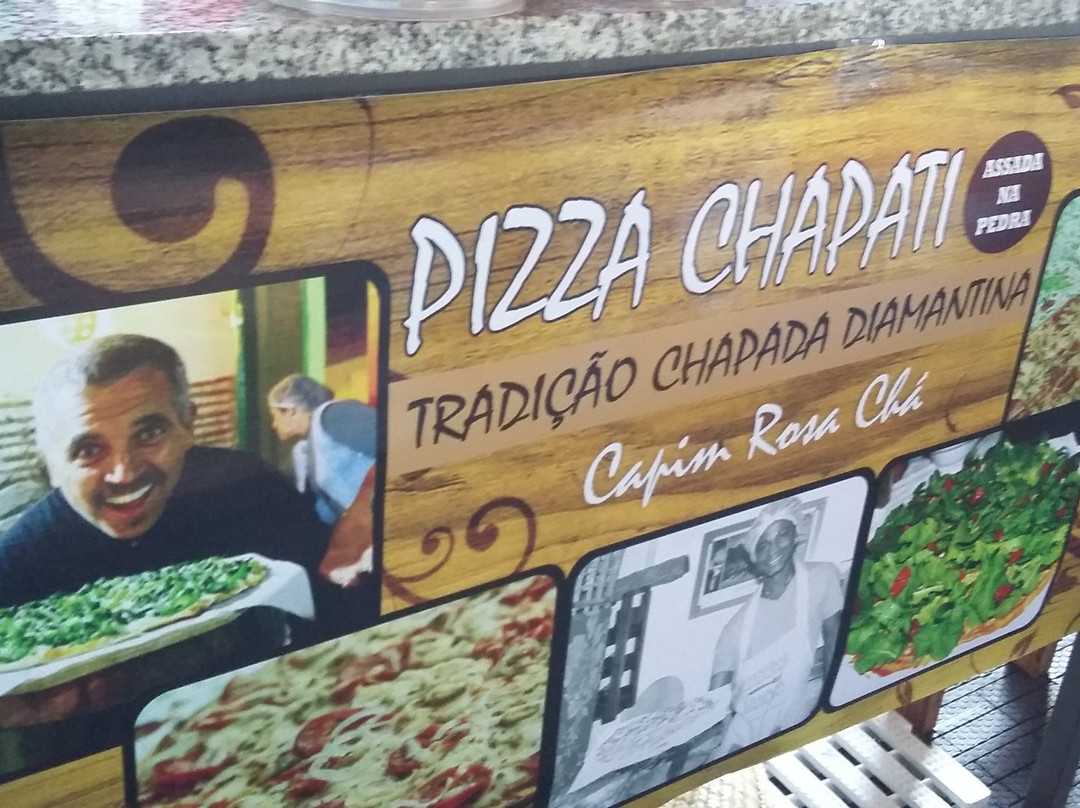 PIZZA CHAPATI
ASSADA
NA
PEDRA
TRADIÇÃO CHAPADA DIAMANTINA
Capim Rosa Chá